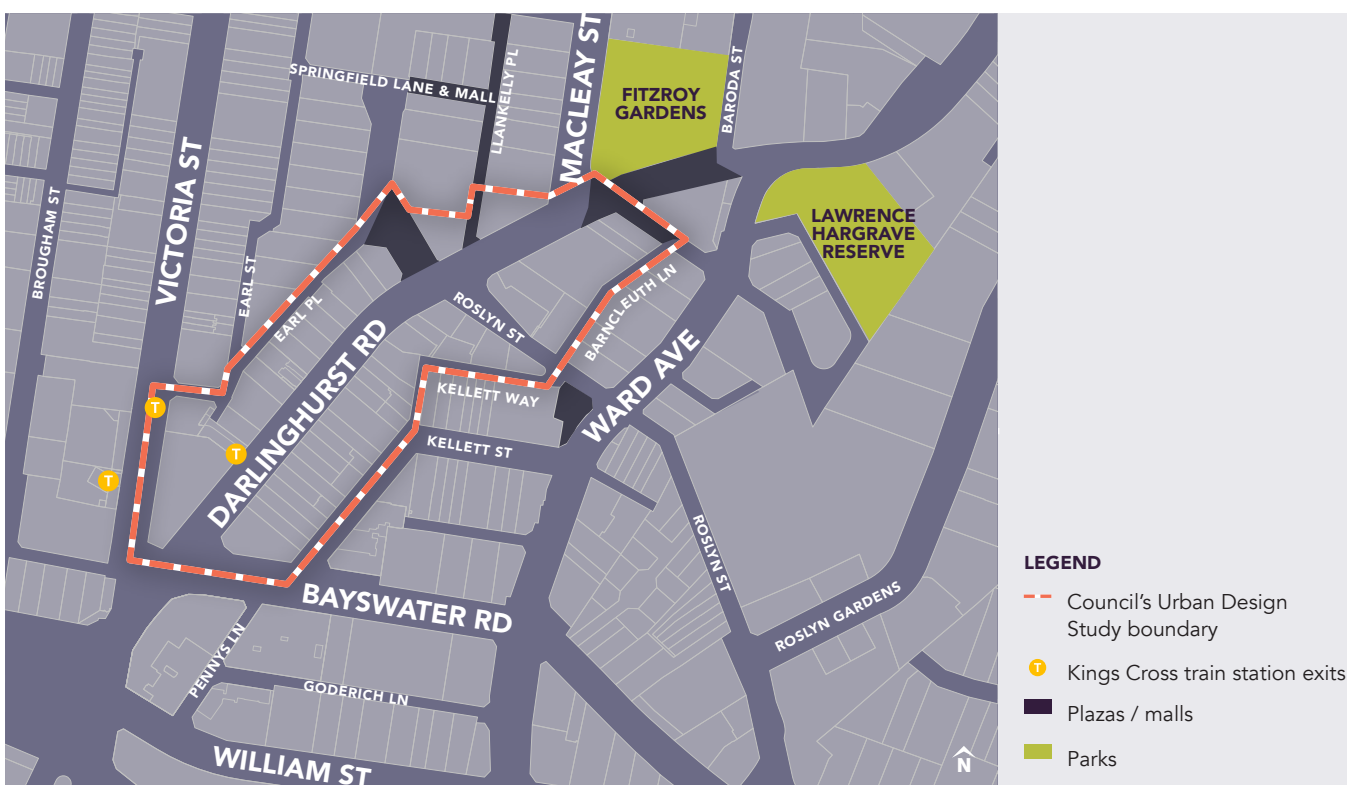 MACLEAY ST
LLANKELLY PL
SPRINGFIELD LANE & MALL
FITZROY
GARDENS
BARODA ST
VICTORIA ST
BROUGHAM ST
LAWRENCE
HARGRAVE
RESERVE
EARL ST
EARL PL
ROSLYN ST
BARNCLEUTH LN
DARLINGHURST RD
WARD AVE
KELLETT WAY
KELLETT ST
T
T
T
ROSLYN ST
BAYSWATER RD
ROSLYN GARDENS
PENNYS LN
GODERICH LN
WILLIAM ST
N
LEGEND
Council's Urban Design
Study boundary
T
Kings Cross train station exits
Plazas / malls
Parks